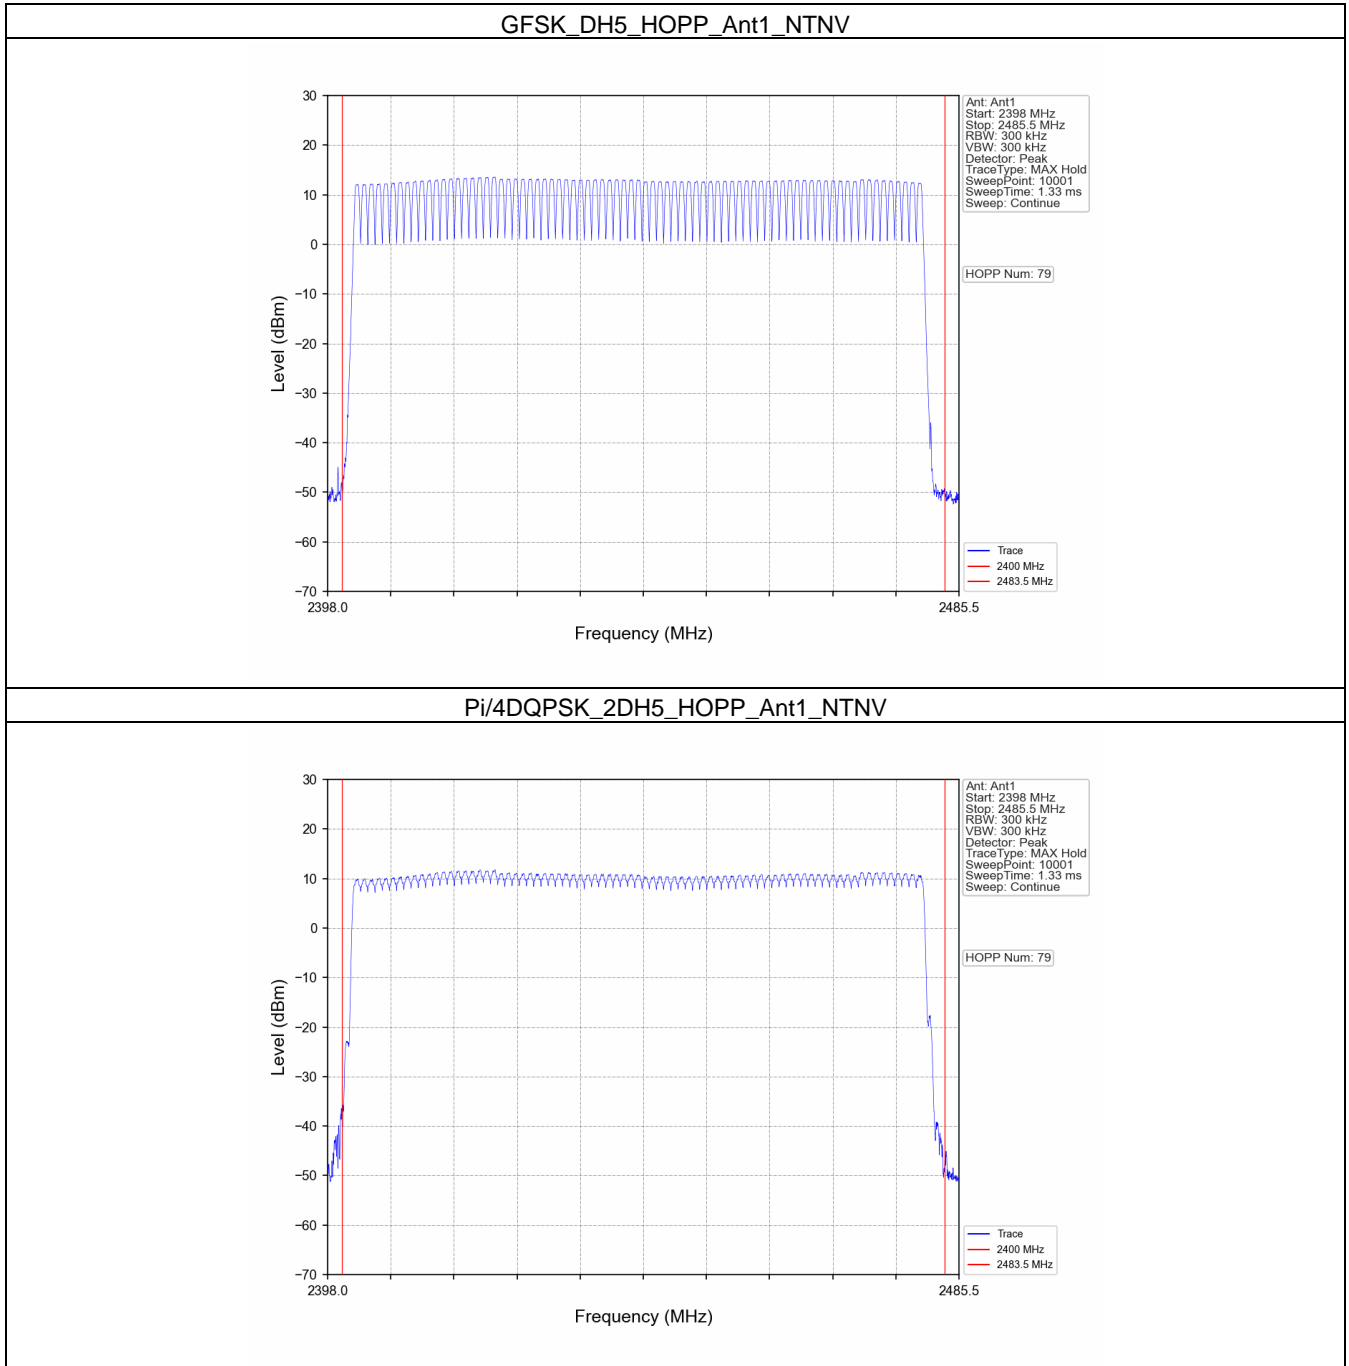 GFSK_DH5_HOPP_Ant1_NTNV
30
20
10
0
−10
−20
−30
−40
−50
−60
−70
Level (dBm)
2398.0
2485.5
Frequency (MHz)
Ant: Ant1
Start: 2398 MHz
Stop: 2485.5 MHz
RBW: 300 kHz
VBW: 300 kHz
Detector: Peak
TraceType: MAX Hold
SweepPoint: 10001
SweepTime: 1.33 ms
Sweep: Continue
HOPP Num: 79
Trace
2400 MHz
2483.5 MHz
Pi/4DQPSK_2DH5_HOPP_Ant1_NTNV
30
20
10
0
−10
−20
−30
−40
−50
−60
−70
Level (dBm)
2398.0
2485.5
Frequency (MHz)
Ant: Ant1
Start: 2398 MHz
Stop: 2485.5 MHz
RBW: 300 kHz
VBW: 300 kHz
Detector: Peak
TraceType: MAX Hold
SweepPoint: 10001
SweepTime: 1.33 ms
Sweep: Continue
HOPP Num: 79
Trace
2400 MHz
2483.5 MHz